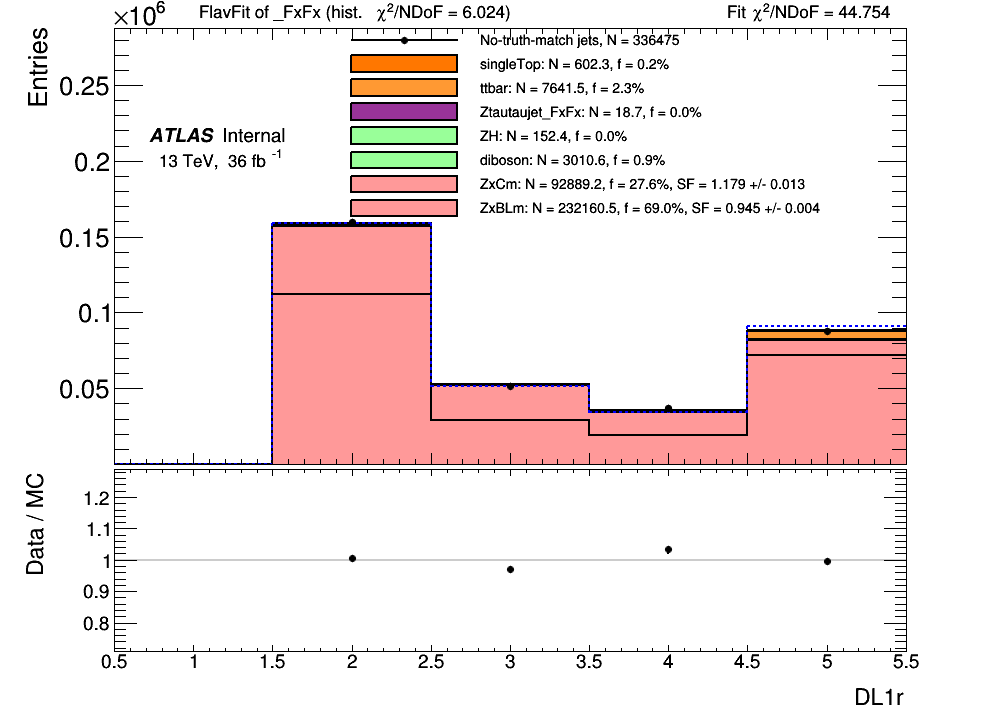 ×10⁶
FlavFit of _FxFx (hist. χ²/NDoF = 6.024)
Fit χ²/NDoF = 44.754
Entries
No-truth-match jets, N = 336475
singleTop: N = 602.3, f = 0.2%
ttbar: N = 7641.5, f = 2.3%
Ztautaujet_FxFx: N = 18.7, f = 0.0%
ZH: N = 152.4, f = 0.0%
diboson: N = 3010.6, f = 0.9%
ZxCm: N = 92889.2, f = 27.6%, SF = 1.179 +/- 0.013
ZxBLm: N = 232160.5, f = 69.0%, SF = 0.945 +/- 0.004
ATLAS Internal
13 TeV, 36 fb⁻¹
0.25
0.2
0.15
0.1
0.05
Data / MC
1.2
1.1
1
0.9
0.8
0.5 1 1.5 2 2.5 3 3.5 4 4.5 5 5.5
DL1r